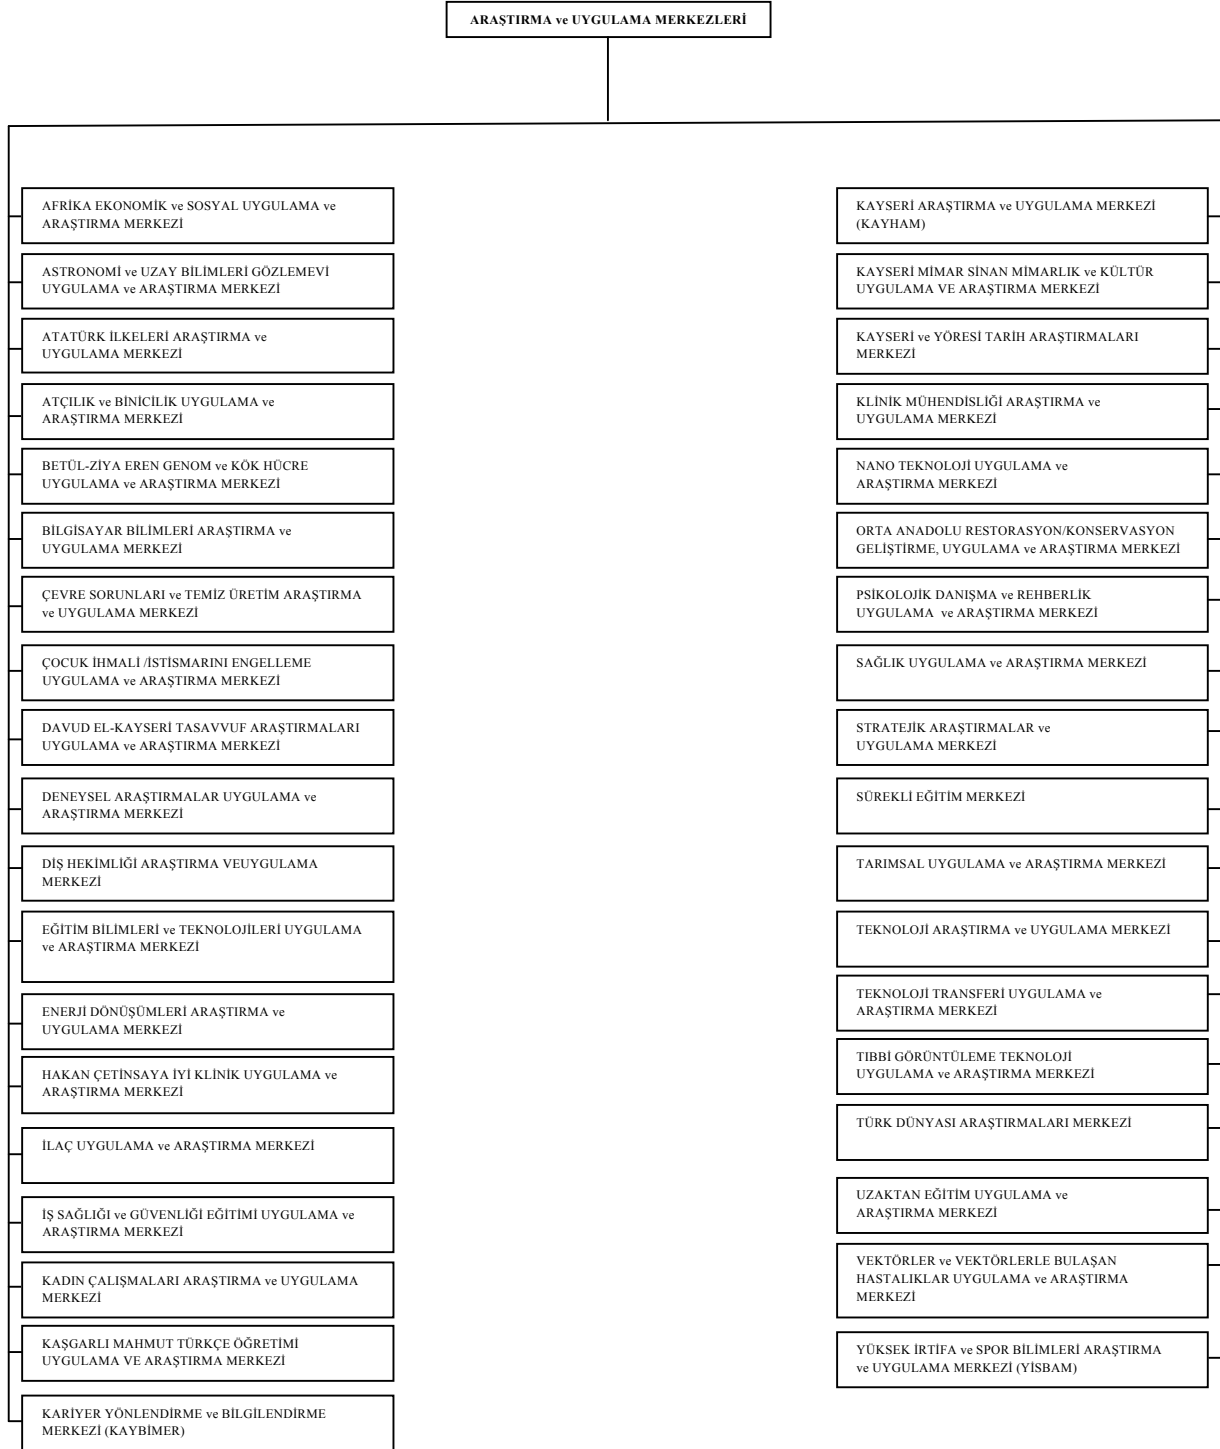 ARAŞTIRMA ve UYGULAMA MERKEZLERİ
AFRİKA EKONOMİK ve SOSYAL UYGULAMA ve
ARAŞTIRMA MERKEZİ
ASTRONOMİ ve UZAY BİLİMLERİ GÖZLEMEVİ
UYGULAMA ve ARAŞTIRMA MERKEZİ
ATATÜRK İLKELERİ ARAŞTIRMA ve
UYGULAMA MERKEZİ
ATÇILIK ve BİNİCİLİK UYGULAMA ve
ARAŞTIRMA MERKEZİ
BETÜL-ZİYA EREN GENOM ve KÖK HÜCRE
UYGULAMA ve ARAŞTIRMA MERKEZİ
BİLGİSAYAR BİLİMLERİ ARAŞTIRMA ve
UYGULAMA MERKEZİ
ÇEVRE SORUNLARI ve TEMİZ ÜRETİM ARAŞTIRMA
ve UYGULAMA MERKEZİ
ÇOCUK İHMALİ /İSTİSMARINI ENGELLEME
UYGULAMA ve ARAŞTIRMA MERKEZİ
DAVUD EL-KAYSERİ TASAVVUF ARAŞTIRMALARI
UYGULAMA ve ARAŞTIRMA MERKEZİ
DENEYSEL ARAŞTIRMALAR UYGULAMA ve
ARAŞTIRMA MERKEZİ
DİŞ HEKİMLİĞİ ARAŞTIRMA VEUYGULAMA
MERKEZİ
EĞİTİM BİLİMLERİ ve TEKNOLOJİLERİ UYGULAMA
ve ARAŞTIRMA MERKEZİ
ENERJİ DÖNÜŞÜMLERİ ARAŞTIRMA ve
UYGULAMA MERKEZİ
HAKAN ÇETİNSAYA İYİ KLİNİK UYGULAMA ve
ARAŞTIRMA MERKEZİ
İLAÇ UYGULAMA ve ARAŞTIRMA MERKEZİ
İŞ SAĞLIĞI ve GÜVENLİĞİ EĞİTİMİ UYGULAMA ve
ARAŞTIRMA MERKEZİ
KADIN ÇALIŞMALARI ARAŞTIRMA ve UYGULAMA
MERKEZİ
KAŞGARLI MAHMUT TÜRKÇE ÖĞRETİMİ
UYGULAMA VE ARAŞTIRMA MERKEZİ
KARİYER YÖNLENDİRME ve BİLGİLENDİRME
MERKEZİ (KAYBİMER)
KAYSERİ ARAŞTIRMA ve UYGULAMA MERKEZİ
(KAYHAM)
KAYSERİ MİMAR SİNAN MİMARLIK ve KÜLTÜR
UYGULAMA VE ARAŞTIRMA MERKEZİ
KAYSERİ ve YÖRESİ TARİH ARAŞTIRMALARI
MERKEZİ
KLİNİK MÜHENDİSLİĞİ ARAŞTIRMA ve
UYGULAMA MERKEZİ
NANO TEKNOLOJİ UYGULAMA ve
ARAŞTIRMA MERKEZİ
ORTA ANADOLU RESTORASYON/KONSERVASYON
GELİŞTİRME, UYGULAMA ve ARAŞTIRMA MERKEZİ
PSİKOLOJİK DANIŞMA ve REHBERLİK
UYGULAMA ve ARAŞTIRMA MERKEZİ
SAĞLIK UYGULAMA ve ARAŞTIRMA MERKEZİ
STRATEJİK ARAŞTIRMALAR ve
UYGULAMA MERKEZİ
SÜREKLİ EĞİTİM MERKEZİ
TARIMSAL UYGULAMA ve ARAŞTIRMA MERKEZİ
TEKNOLOJİ ARAŞTIRMA ve UYGULAMA MERKEZİ
TEKNOLOJİ TRANSFERİ UYGULAMA ve
ARAŞTIRMA MERKEZİ
TIBBİ GÖRÜNTÜLEME TEKNOLOJİ
UYGULAMA ve ARAŞTIRMA MERKEZİ
TÜRK DÜNYASI ARAŞTIRMALARI MERKEZİ
UZAKTAN EĞİTİM UYGULAMA ve
ARAŞTIRMA MERKEZİ
VEKTÖRLER ve VEKTÖRLERLE BULAŞAN
HASTALIKLAR UYGULAMA ve ARAŞTIRMA
MERKEZİ
YÜKSEK İRTİFA ve SPOR BİLİMLERİ ARAŞTIRMA
ve UYGULAMA MERKEZİ (YİSBAM)